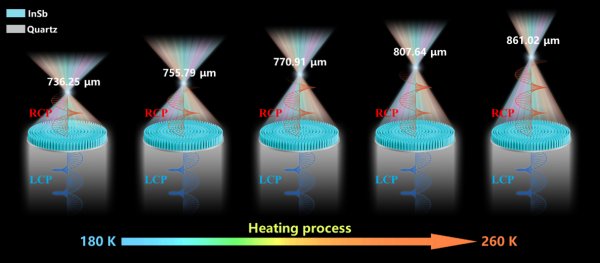 InSb
Quartz
736.25 μm
755.79 μm
770.91 μm
807.64 μm
861.02 μm
RCP
RCP
RCP
RCP
RCP
LCP
LCP
LCP
LCP
LCP
Heating process
180 K
260 K